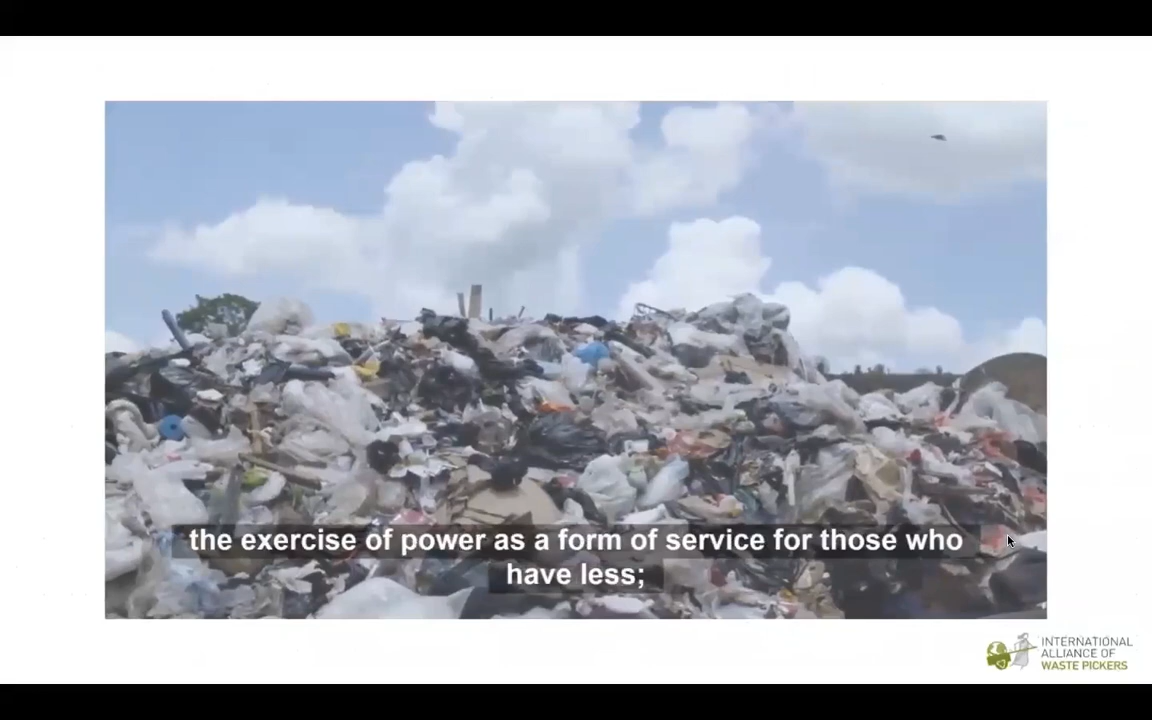 the exercise of power as a form of service for those who
have less;
INTERNATIONAL
ALLIANCE OF
WASTE PICKERS